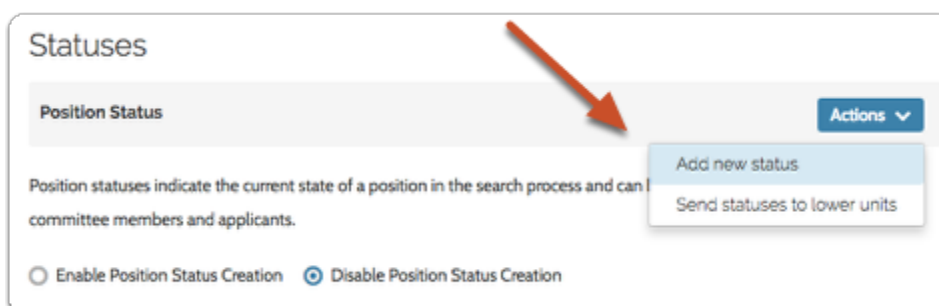 Statuses
Position Status
Actions
Add new status
Send statuses to lower units
Position statuses indicate the current state of a position in the search process and can
committee members and applicants.
Enable Position Status Creation Disable Position Status Creation